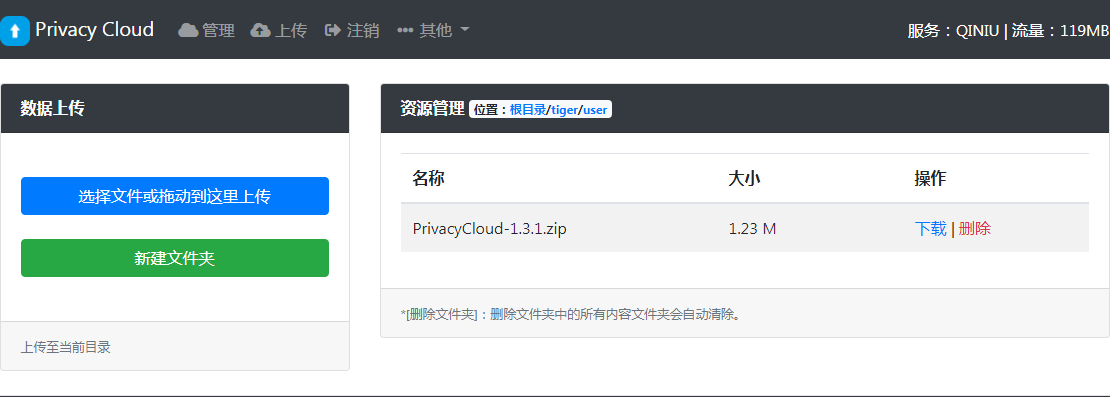 Privacy Cloud 管理 上传 注销 其他 服务：QINIU | 流量：119MB
数据上传
选择文件或拖动到这里上传
新建文件夹
上传至当前目录
资源管理 位置：根目录/tiger/user
名称 大小 操作
PrivacyCloud-1.3.1.zip 1.23 M 下载 | 删除
*[删除文件夹]：删除文件夹中的所有内容文件夹会自动清除。